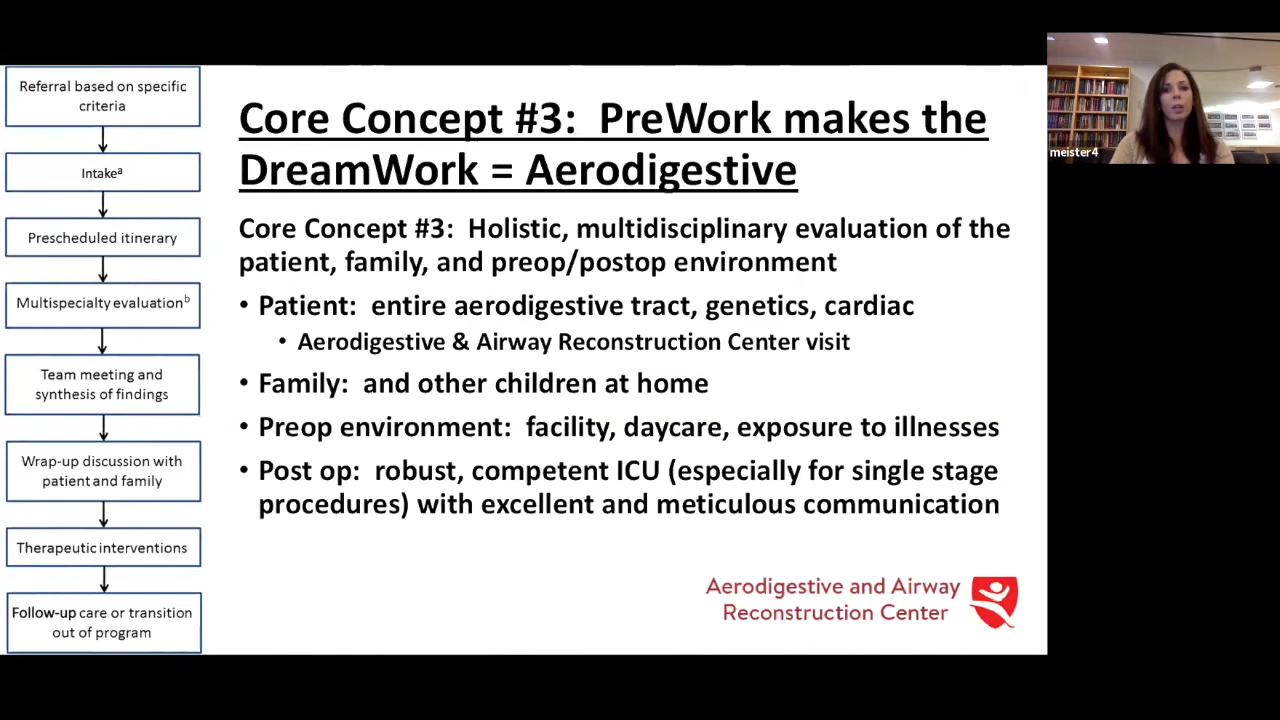 Referral based on specific
criteria
Intakeᵃ
Prescheduled itinerary
Multispecialty evaluationᵇ
Team meeting and
synthesis of findings
Wrap-up discussion with
patient and family
Therapeutic interventions
Follow-up care or transition
out of program
Core Concept #3: PreWork makes the
DreamWork = Aerodigestive
Core Concept #3: Holistic, multidisciplinary evaluation of the
patient, family, and preop/postop environment
• Patient: entire aerodigestive tract, genetics, cardiac
• Aerodigestive & Airway Reconstruction Center visit
• Family: and other children at home
• Preop environment: facility, daycare, exposure to illnesses
• Post op: robust, competent ICU (especially for single stage
procedures) with excellent and meticulous communication
Aerodigestive and Airway
Reconstruction Center
meister4